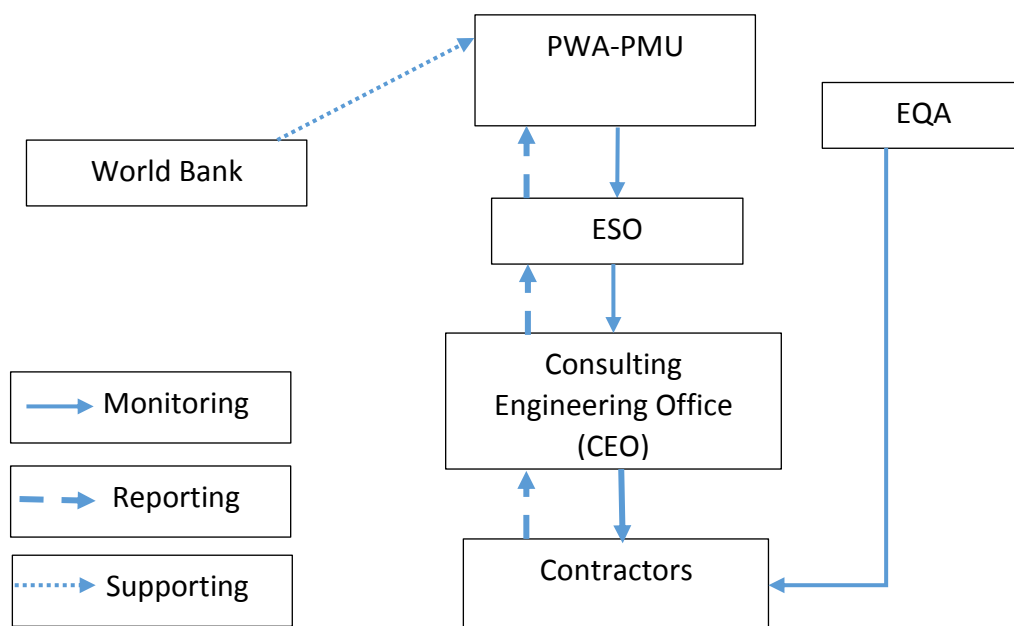 PWA-PMU
EQA
World Bank
ESO
Consulting
Engineering Office
(CEO)
Monitoring
Reporting
Contractors
Supporting